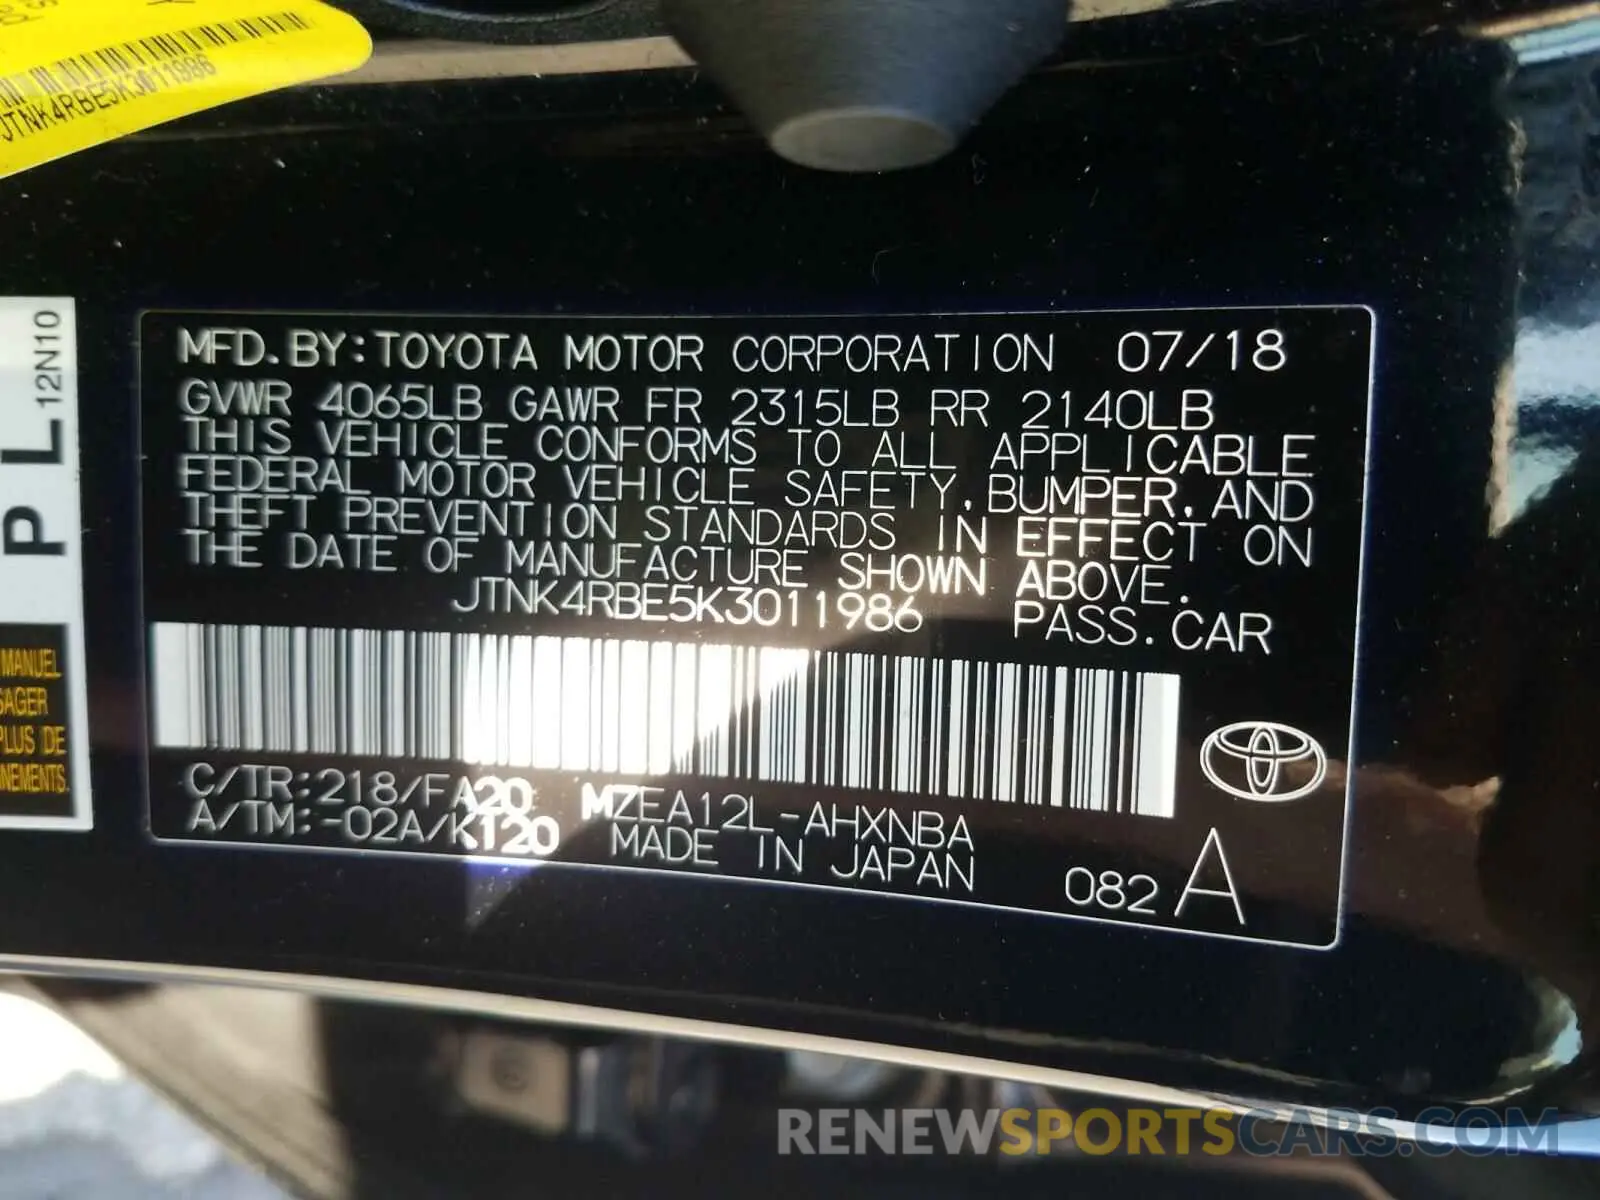 JTNK4RBE5K3011986
12N10
PL
MANUEL
PLUS DE
MFD.BY:TOYOTA MOTOR CORPORATION 07/18
GVWR 4065LB GAWR FR 2315LB RR 2140LB
THIS VEHICLE CONFORMS TO ALL APPLICABLE
FEDERAL MOTOR VEHICLE SAFETY,BUMPER,AND
THEFT PREVENTION STANDARDS IN EFFECT ON
THE DATE OF MANUFACTURE SHOWN ABOVE.
JTNK4RBE5K3011986 PASS.CAR
C/TR:218/FA20 MZEA12L-AHXNBA
A/TM:-02A/K120 MADE IN JAPAN
082 A
RENEWSPORTSCARS.COM